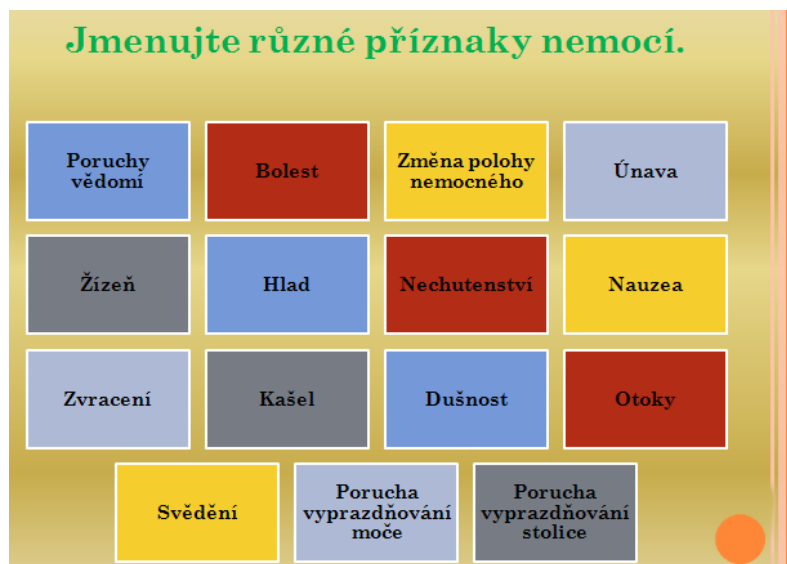 Jmenujte různé příznaky nemocí.
Poruchy
vědomí
Bolest
Změna polohy
nemocného
Únava
Žízeň
Hlad
Nechutenství
Nauzea
Zvracení
Kašel
Dušnost
Otoky
Svědění
Porucha
vyprazdňování
moče
Porucha
vyprazdňování
stolice